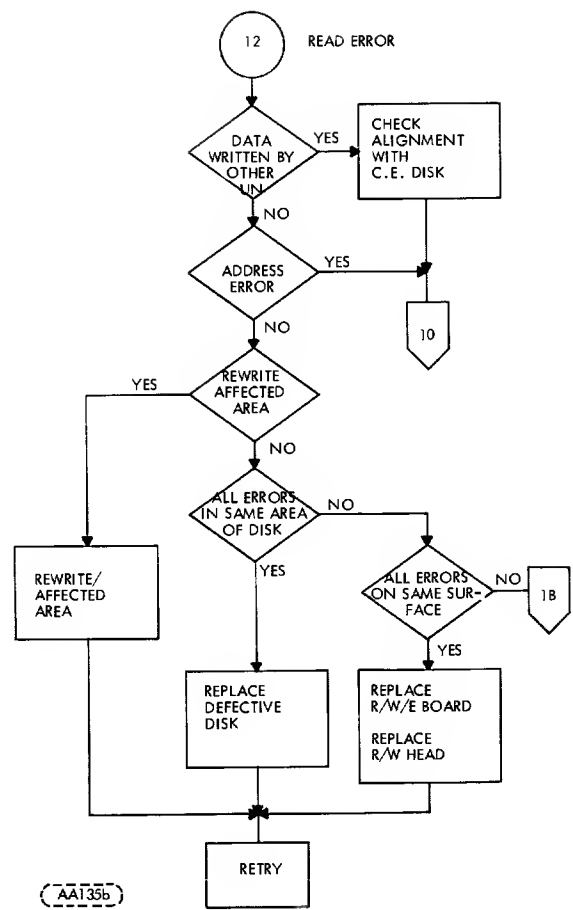 12
READ ERROR
DATA
WRITTEN BY
OTHER
UN
YES
CHECK
ALIGNMENT
WITH
C.E. DISK
NO
ADDRESS
ERROR
YES
10
NO
REWRITE
AFFECTED
AREA
YES
NO
ALL ERRORS
IN SAME AREA
OF DISK
NO
YES
REWRITE/
AFFECTED
AREA
ALL ERRORS
ON SAME SUR-
FACE
NO
1B
YES
REPLACE
DEFECTIVE
DISK
REPLACE
R/W/E BOARD
REPLACE
R/W HEAD
RETRY
AA135b